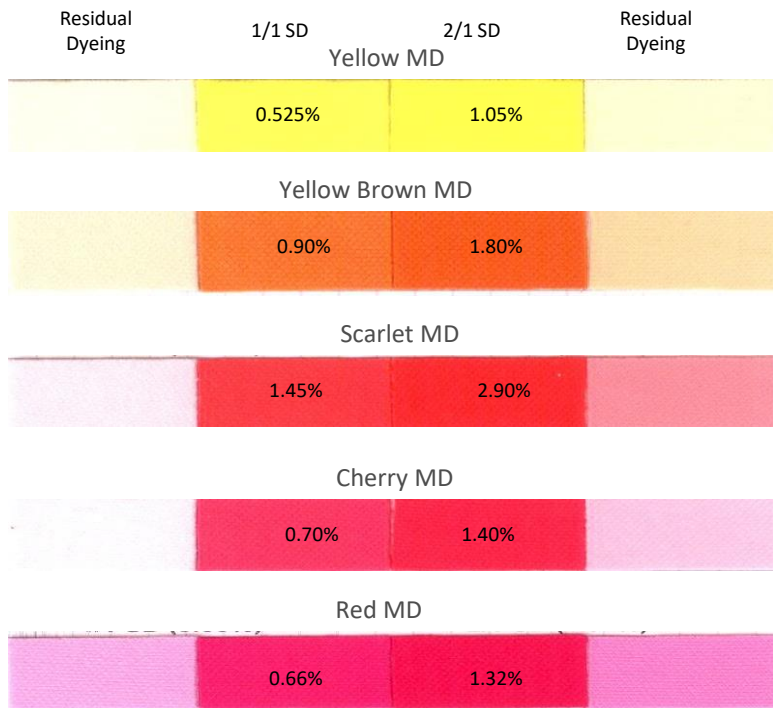 Residual
Dyeing
1/1 SD
2/1 SD
Residual
Dyeing
Yellow MD
0.525%
1.05%
Yellow Brown MD
0.90%
1.80%
Scarlet MD
1.45%
2.90%
Cherry MD
0.70%
1.40%
Red MD
0.66%
1.32%